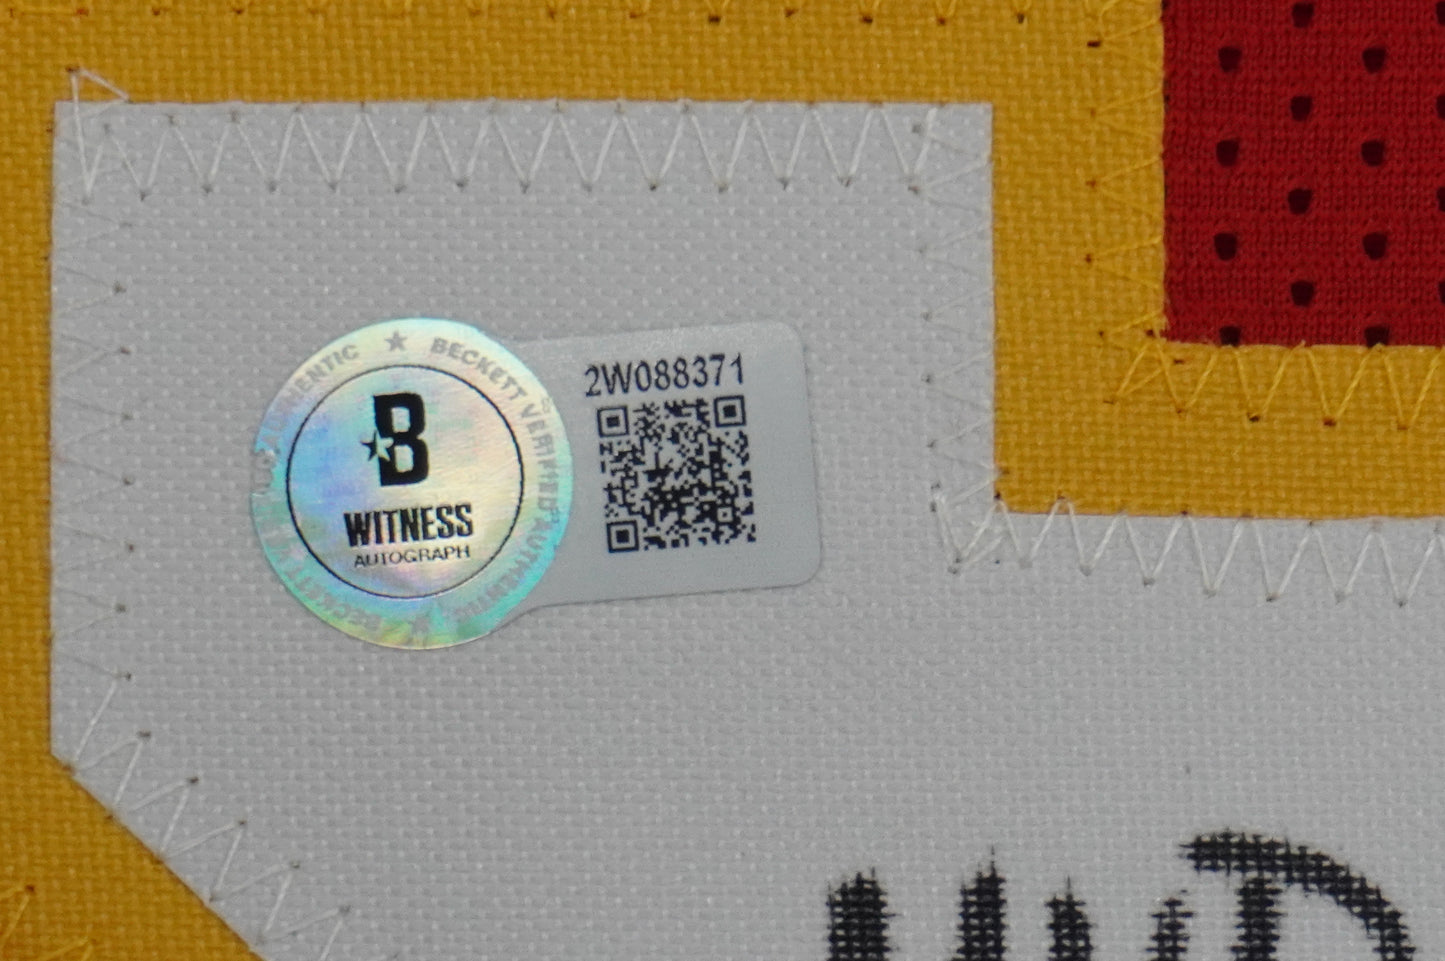 2W088371
BECKETT VERIFIED AUTHENTIC
B
WITNESS
AUTOGRAPH
BECKETT
AUTHENTIC